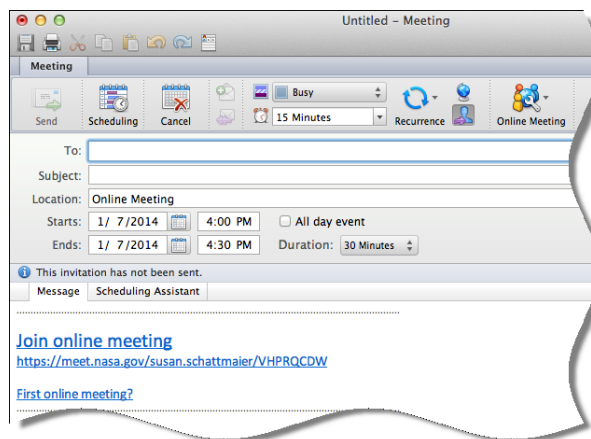 Untitled – Meeting
Meeting
Busy
Send Scheduling Cancel 15 Minutes Recurrence Online Meeting
To:
Subject:
Location: Online Meeting
Starts: 1/ 7/2014 4:00 PM All day event
Ends: 1/ 7/2014 4:30 PM Duration: 30 Minutes
This invitation has not been sent.
Message Scheduling Assistant
Join online meeting
https://meet.nasa.gov/susan.schattmaier/VHPRQCDW
First online meeting?